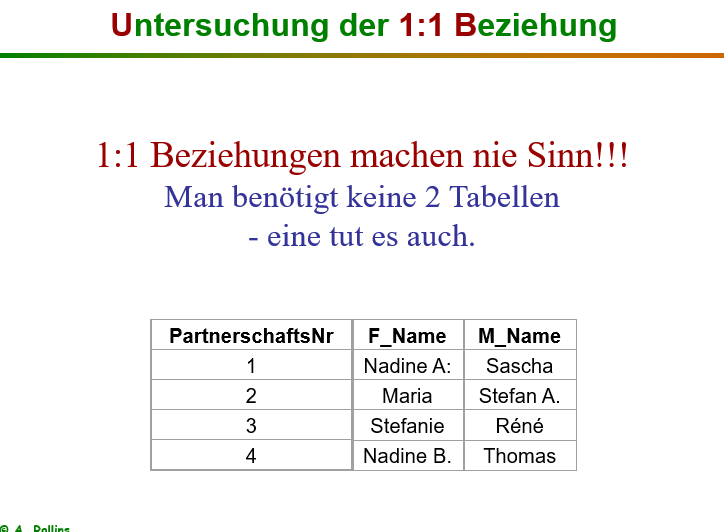 Untersuchung der 1:1 Beziehung
1:1 Beziehungen machen nie Sinn!!!
Man benötigt keine 2 Tabellen
- eine tut es auch.
PartnerschaftsNr F_Name M_Name
1 Nadine A: Sascha
2 Maria Stefan A.
3 Stefanie Réné
4 Nadine B. Thomas
© A. Rollins